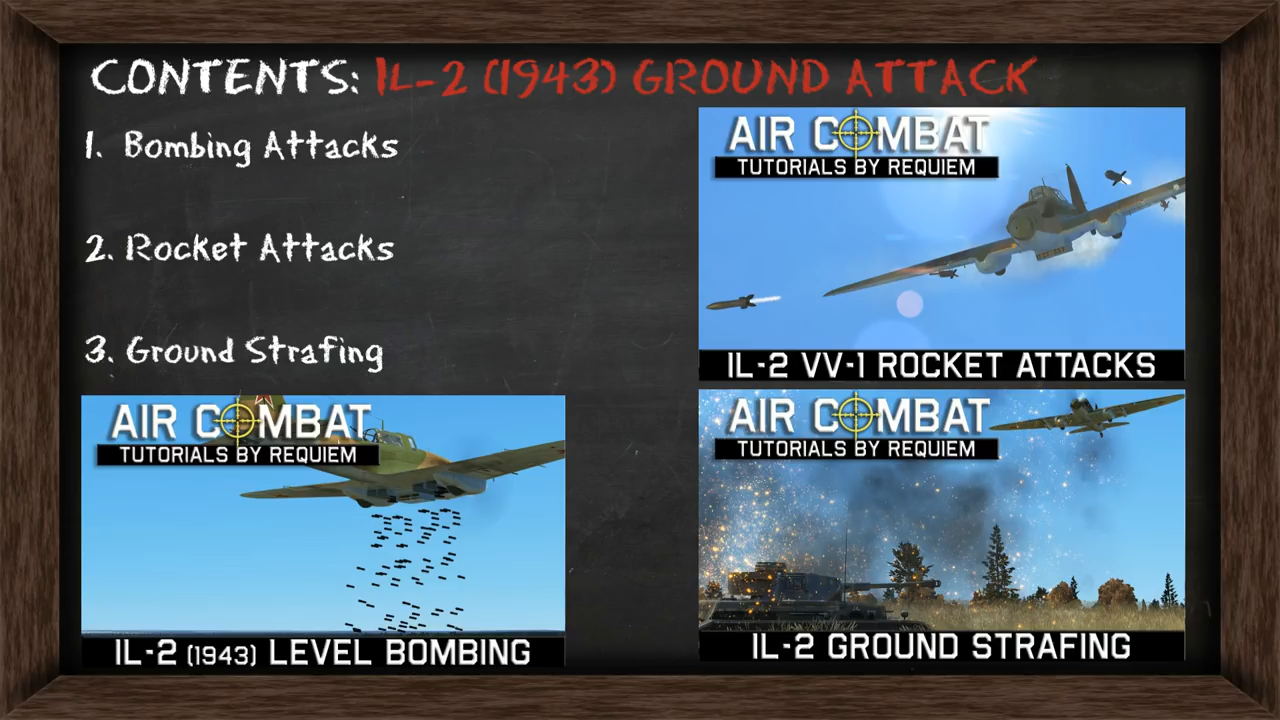 CONTENTS: IL-2 (1943) GROUND ATTACK
1. Bombing Attacks
2. Rocket Attacks
3. Ground Strafing
AIR COMBAT
TUTORIALS BY REQUIEM
IL-2 VV-1 ROCKET ATTACKS
AIR COMBAT
TUTORIALS BY REQUIEM
IL-2 (1943) LEVEL BOMBING
AIR COMBAT
TUTORIALS BY REQUIEM
IL-2 GROUND STRAFING